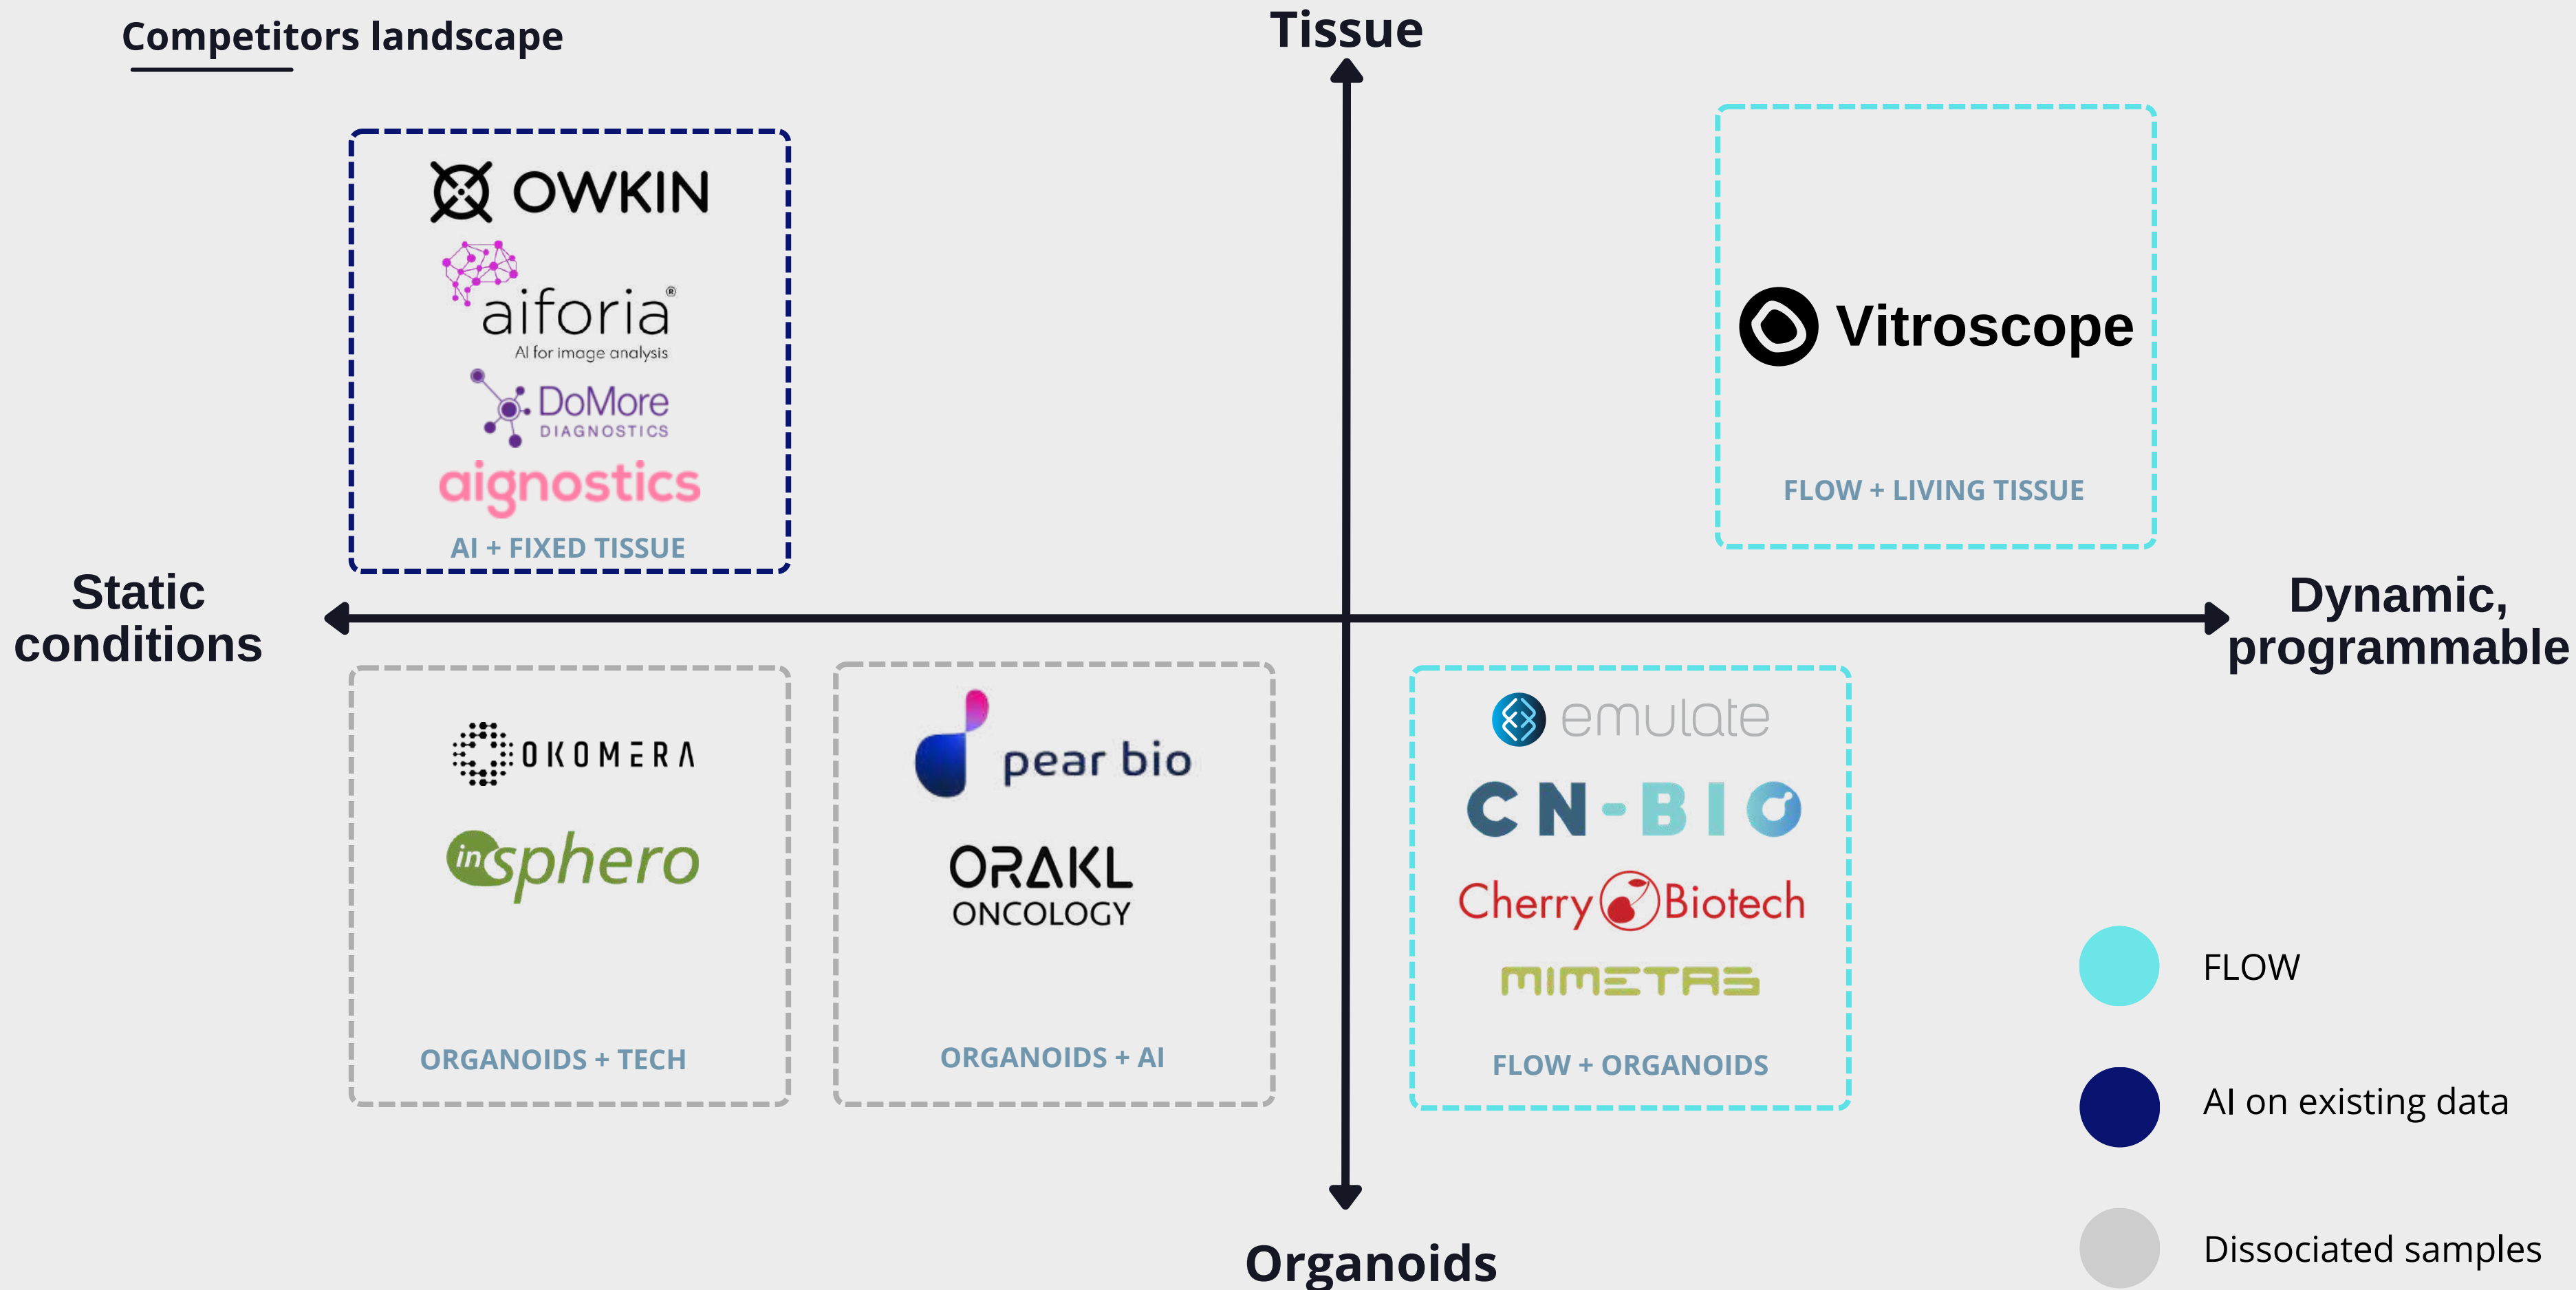 Competitors landscape
Tissue
OWKIN
aiforia®
AI for image analysis
DoMore
DIAGNOSTICS
aignostics
AI + FIXED TISSUE
Vitroscope
FLOW + LIVING TISSUE
Static
conditions
Dynamic,
programmable
OKOMERA
insphero
ORGANOIDS + TECH
pear bio
ORAKL
ONCOLOGY
ORGANOIDS + AI
emulate
CN-BIO
Cherry Biotech
MIMETAS
FLOW + ORGANOIDS
FLOW
AI on existing data
Dissociated samples
Organoids